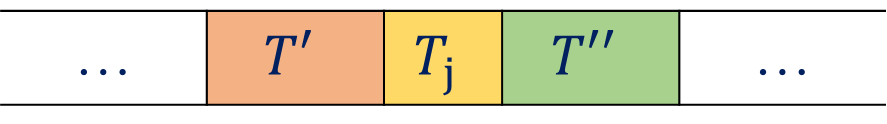 … T′ Tⱼ T″ …